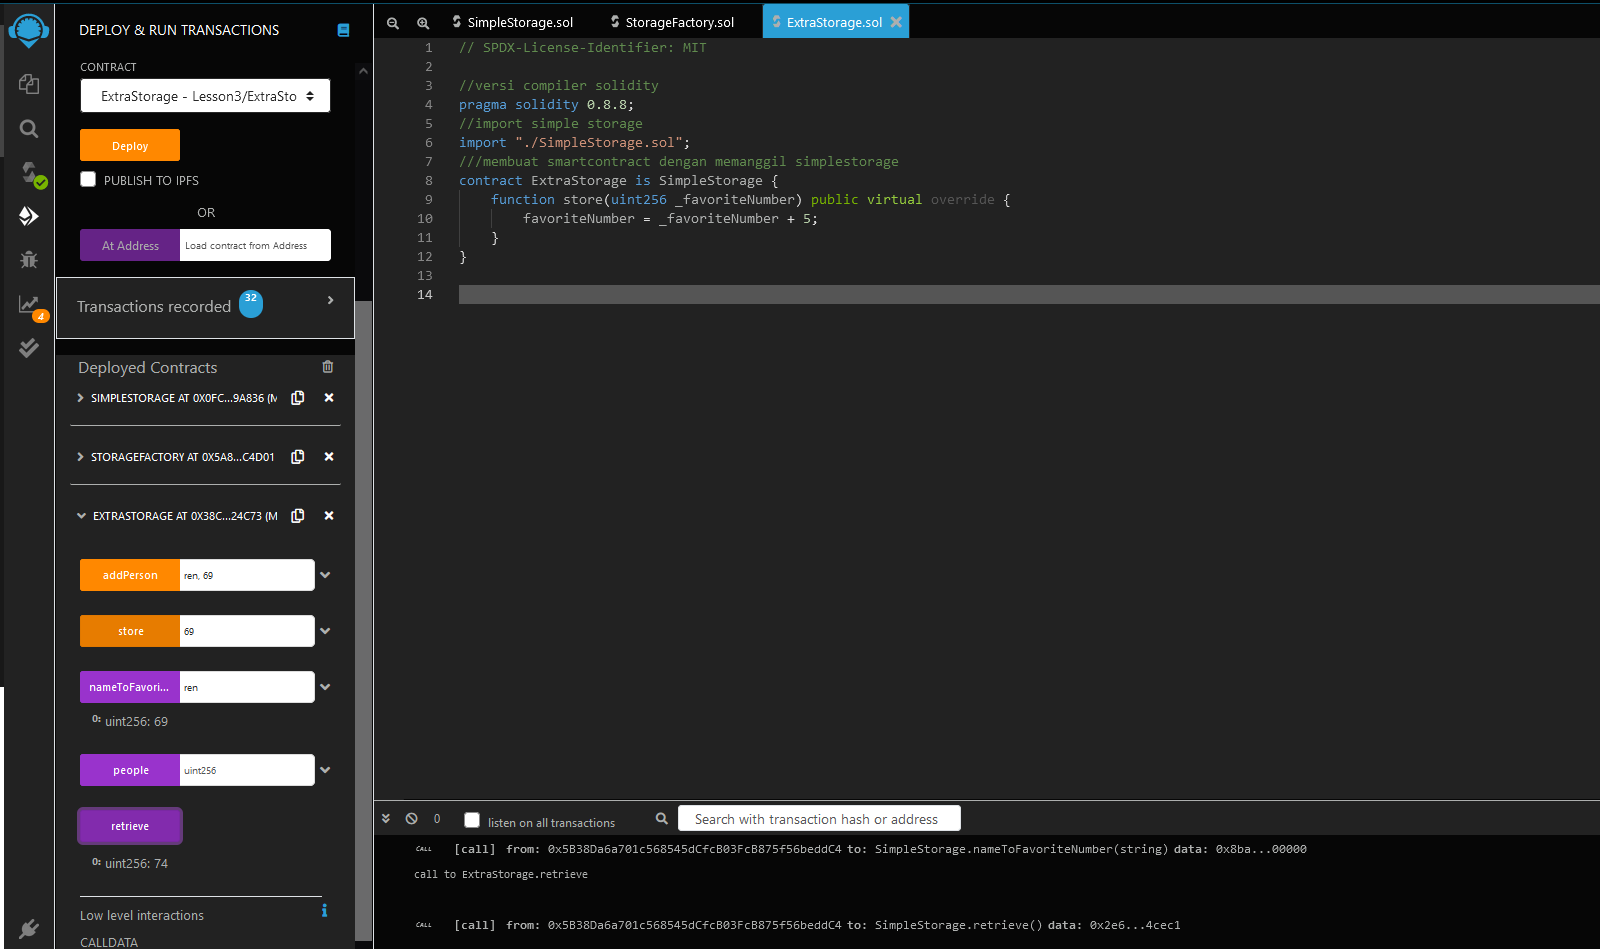 DEPLOY & RUN TRANSACTIONS
CONTRACT
ExtraStorage - Lesson3/ExtraSto
Deploy
PUBLISH TO IPFS
OR
At Address
Load contract from Address
Transactions recorded
32
4
Deployed Contracts
SIMPLESTORAGE AT 0X0FC...9A836 (M
STORAGEFACTORY AT 0X5A8...C4D01
EXTRASTORAGE AT 0X38C...24C73 (M
addPerson
ren, 69
store
69
nameToFavori...
ren
0: uint256: 69
people
uint256
retrieve
0: uint256: 74
Low level interactions
i
CALLDATA
SimpleStorage.sol
StorageFactory.sol
ExtraStorage.sol
1 // SPDX-License-Identifier: MIT
2
3 //versi compiler solidity
4 pragma solidity 0.8.8;
5 //import simple storage
6 import "./SimpleStorage.sol";
7 ///membuat smartcontract dengan memanggil simplestorage
8 contract ExtraStorage is SimpleStorage {
9 function store(uint256 _favoriteNumber) public virtual override {
10 favoriteNumber = _favoriteNumber + 5;
11 }
12 }
13
14
0
listen on all transactions
Search with transaction hash or address
CALL [call] from: 0x5B38Da6a701c568545dCfcB03FcB875f56beddC4 to: SimpleStorage.nameToFavoriteNumber(string) data: 0x8ba...00000
call to ExtraStorage.retrieve
CALL [call] from: 0x5B38Da6a701c568545dCfcB03FcB875f56beddC4 to: SimpleStorage.retrieve() data: 0x2e6...4cec1